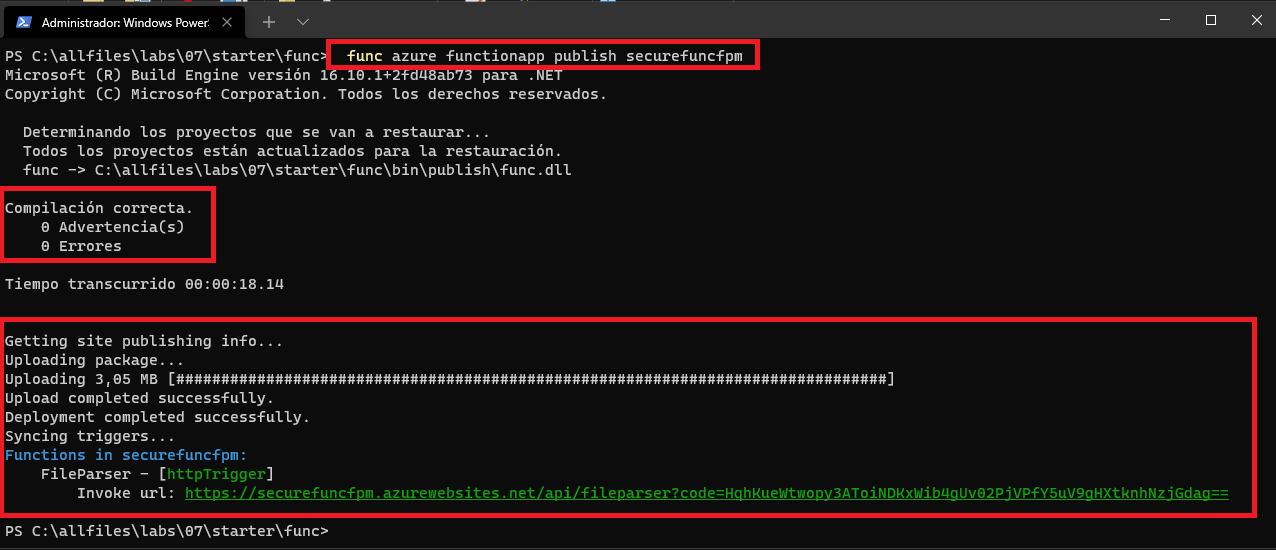 Administrador: Windows PowerS
PS C:\allfiles\labs\07\starter\func> func azure functionapp publish securefuncfpm
Microsoft (R) Build Engine versión 16.10.1+2fd48ab73 para .NET
Copyright (C) Microsoft Corporation. Todos los derechos reservados.
Determinando los proyectos que se van a restaurar...
Todos los proyectos están actualizados para la restauración.
func -> C:\allfiles\labs\07\starter\func\bin\publish\func.dll
Compilación correcta.
0 Advertencia(s)
0 Errores
Tiempo transcurrido 00:00:18.14
Getting site publishing info...
Uploading package...
Uploading 3,05 MB [###############################################################################]
Upload completed successfully.
Deployment completed successfully.
Syncing triggers...
Functions in securefuncfpm:
FileParser - [httpTrigger]
Invoke url: https://securefuncfpm.azurewebsites.net/api/fileparser?code=HqhKueWtwopy3AToiNDKxWib4gUv02PjVPfY5uV9gHXtknhNzjGdag==
PS C:\allfiles\labs\07\starter\func>